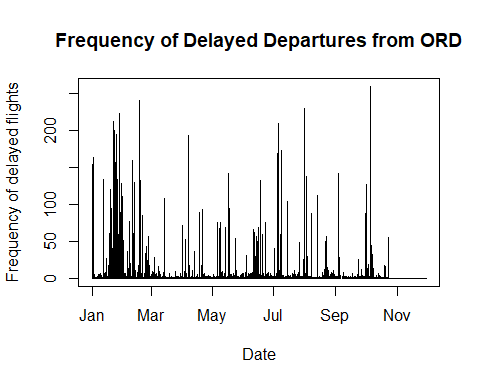 Frequency of Delayed Departures from ORD
Frequency of delayed flights
200
100
50
0
Jan Mar May Jul Sep Nov
Date